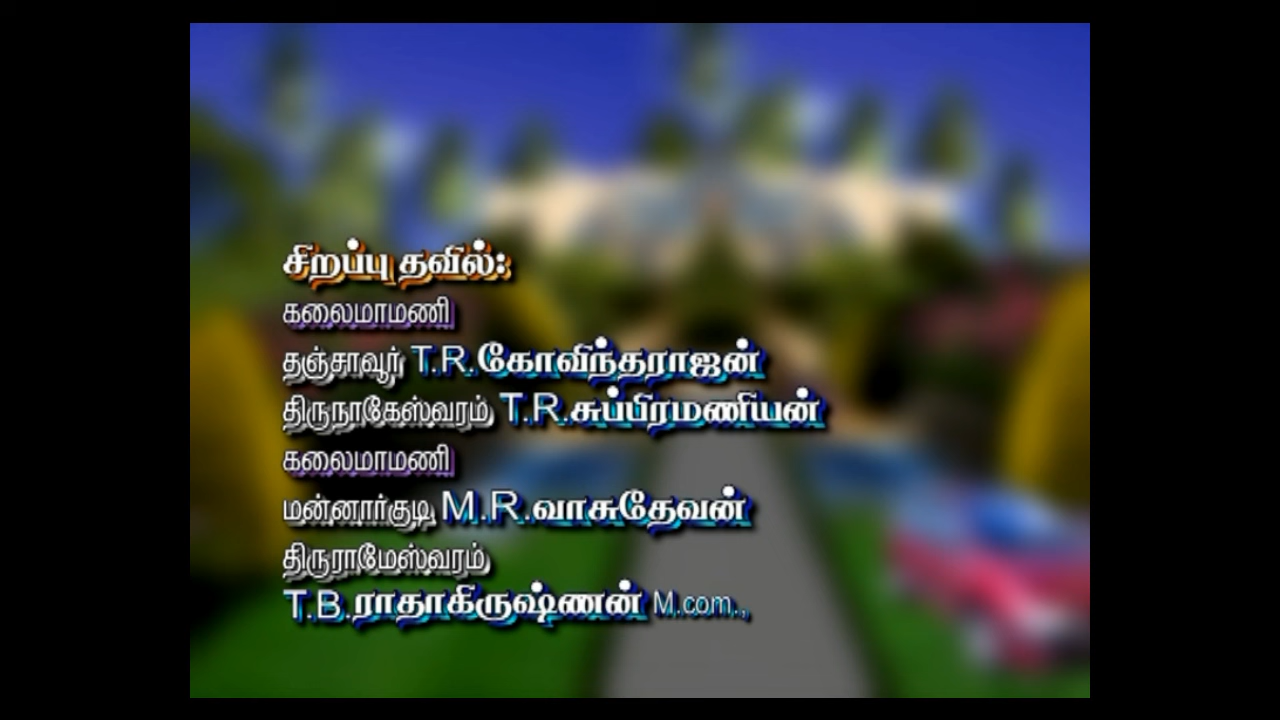 சிறப்பு தவில்:
கலைமாமணி
தஞ்சாவூர் T.R.கோவிந்தராஜன்
திருநாகேஸ்வரம் T.R.சுப்பிரமணியன்
கலைமாமணி
மன்னார்குடி M.R.வாசுதேவன்
திருராமேஸ்வரம்
T.B.ராதாகிருஷ்ணன் M.com.,